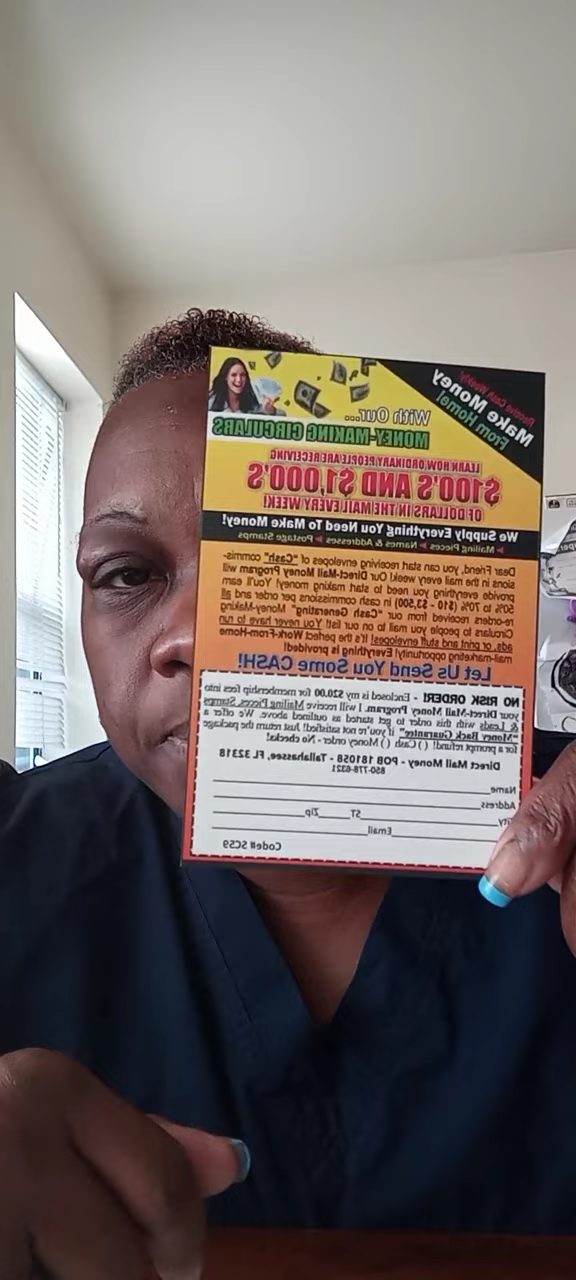 Receive Cash Weekly!
Make Money
From Home!
With Our...
MONEY-MAKING CIRCULARS
LEARN HOW ORDINARY PEOPLE ARE RECEIVING
$100'S AND $1,000'S
OF DOLLARS IN THE MAIL EVERY WEEK!
We Supply Everything You Need To Make Money!
Mailing Pieces Names & Addresses Postage Stamps
Dear Friend, you can start receiving envelopes of "Cash" commis-
sions in the mail every week! Our Direct-Mail Money Program will
provide everything you need to start making money! You'll earn
50% to 70% ($10 - $3,500) in cash commissions per order and all
re-orders received from our "Cash Generating" Money-Making
Circulars to people you mail to on our list! You never have to run
ads, or print and stuff envelopes! It's the perfect Work-From-Home
mail-marketing opportunity! Everything is provided!
Let Us Send You Some CASH!
NO RISK ORDER! - Enclosed is my $20.00 for membership fees into
your Direct-Mail Money Program. I will receive Mailing Pieces, Stamps
& Leads with this order to get started as outlined above. We offer a
"Money Back Guarantee" if you're not satisfied! Just return the package
for a prompt refund! ( ) Cash ( ) Money order - No checks!
Direct Mail Money - POB 181058 - Tallahassee, FL 32318
850-778-6321
Name
Address
City ST Zip
Email
Code# SC59